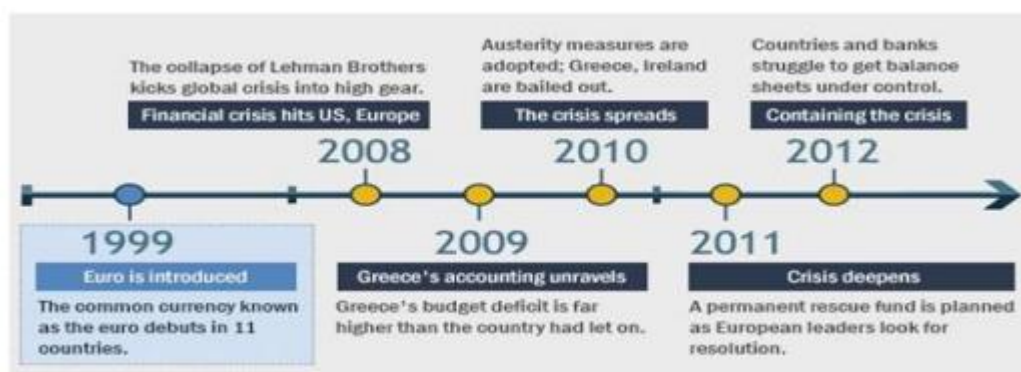 The collapse of Lehman Brothers
kicks global crisis into high gear.
Financial crisis hits US, Europe
2008
Austerity measures are
adopted; Greece, Ireland
are bailed out.
The crisis spreads
2010
Countries and banks
struggle to get balance
sheets under control.
Containing the crisis
2012
1999
Euro is introduced
The common currency known
as the euro debuts in 11
countries.
2009
Greece's accounting unravels
Greece's budget deficit is far
higher than the country had let on.
2011
Crisis deepens
A permanent rescue fund is planned
as European leaders look for
resolution.